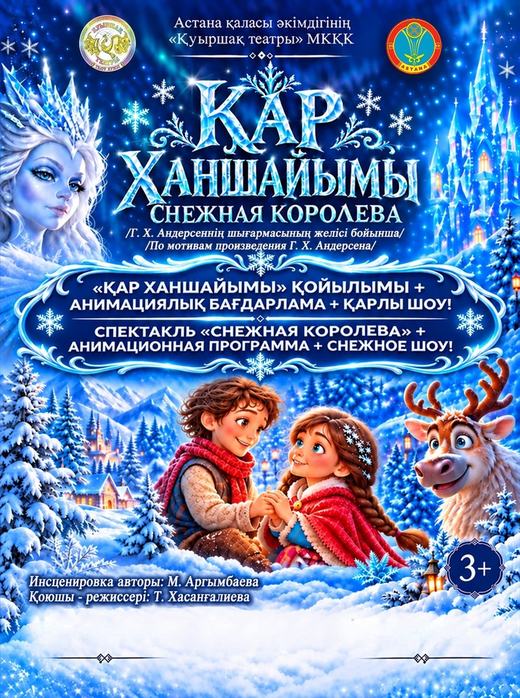 Астана қаласы әкімдігінің
«Қуыршақ театры» МКҚК
ҚАР
ХАНШАЙЫМЫ
СНЕЖНАЯ КОРОЛЕВА
/Г. Х. Андерсеннің шығармасының желісі бойынша/
/По мотивам произведения Г. Х. Андерсена/
«ҚАР ХАНШАЙЫМЫ» ҚОЙЫЛЫМЫ +
АНИМАЦИЯЛЫҚ БАҒДАРЛАМА + ҚАРЛЫ ШОУ!
СПЕКТАКЛЬ «СНЕЖНАЯ КОРОЛЕВА» +
АНИМАЦИОННАЯ ПРОГРАММА + СНЕЖНОЕ ШОУ!
3+
Инсценировка авторы: М. Аргымбаева
Қоюшы - режиссері: Т. Хасанғалиева